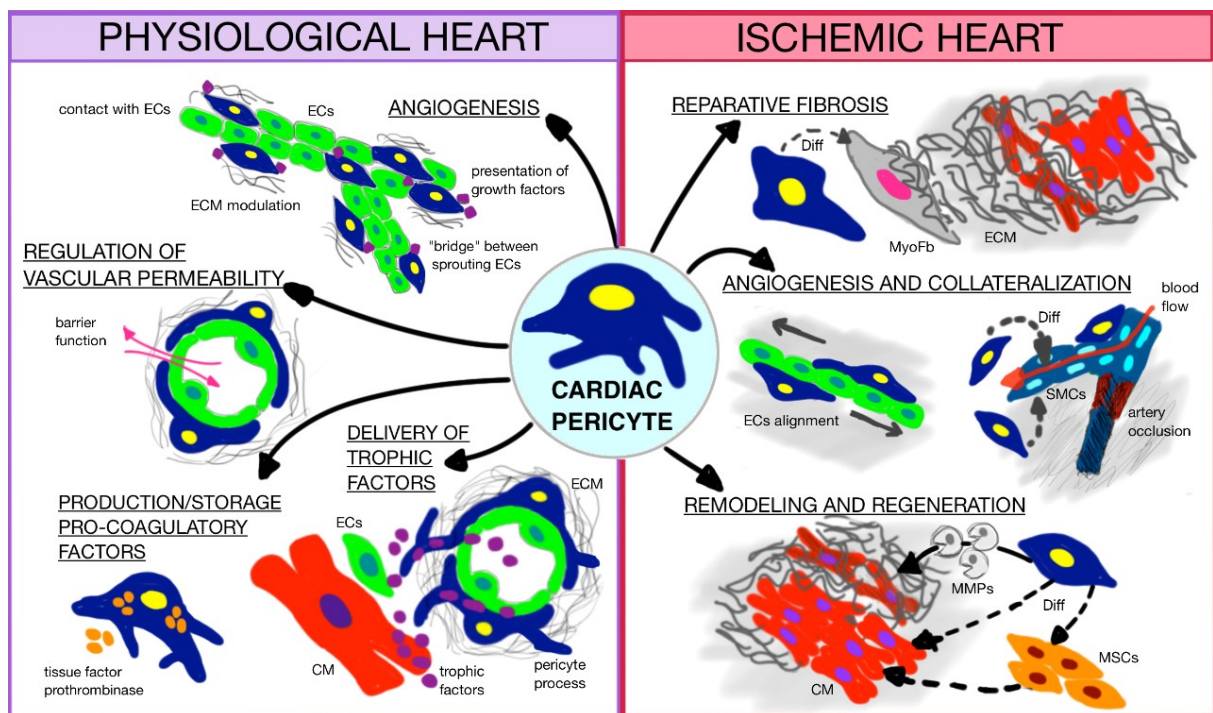 PHYSIOLOGICAL HEART
ISCHEMIC HEART
contact with ECs
ECs
ANGIOGENESIS
presentation of
growth factors
ECM modulation
"bridge" between
sprouting ECs
REGULATION OF
VASCULAR PERMEABILITY
barrier
function
CARDIAC
PERICYTE
DELIVERY OF
TROPHIC
FACTORS
ECM
ECs
CM
trophic
factors
pericyte
process
PRODUCTION/STORAGE
PRO-COAGULATORY
FACTORS
tissue factor
prothrombinase
REPARATIVE FIBROSIS
Diff
MyoFb
ECM
ANGIOGENESIS AND COLLATERALIZATION
blood
flow
Diff
SMCs
ECs alignment
artery
occlusion
REMODELING AND REGENERATION
MMPs
Diff
MSCs
CM